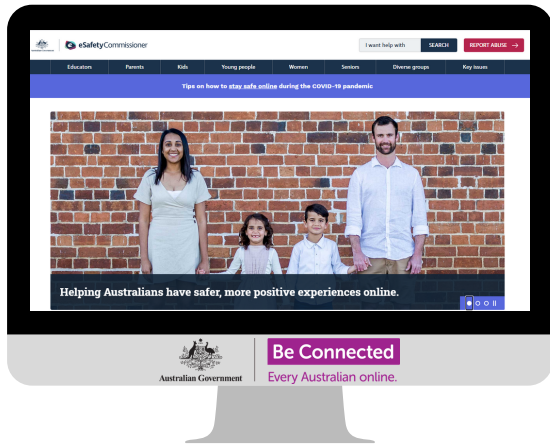 eSafetyCommissioner
I want help with SEARCH REPORT ABUSE →
Educators Parents Kids Young people Women Seniors Diverse groups Key issues
Tips on how to stay safe online during the COVID-19 pandemic
Helping Australians have safer, more positive experiences online.
Australian Government
Be Connected
Every Australian online.